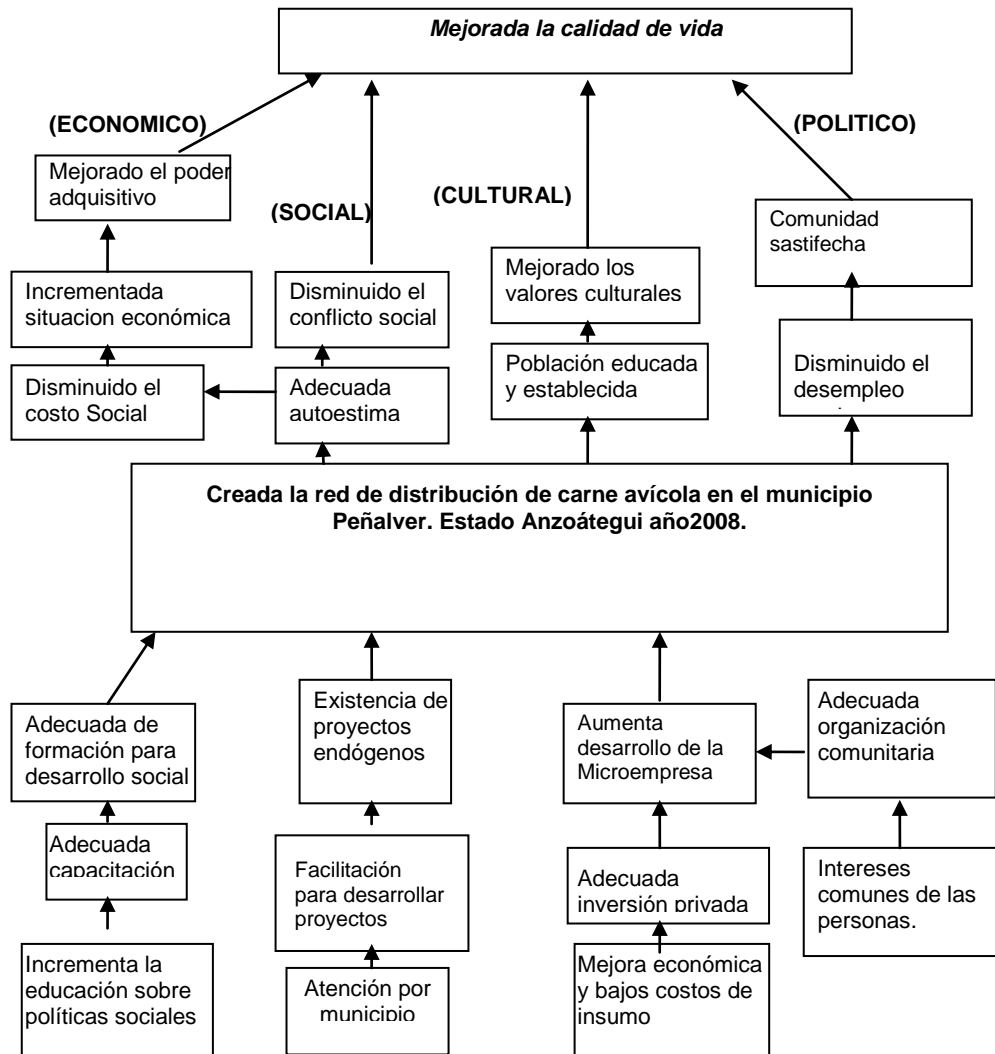 Mejorada la calidad de vida
(ECONOMICO)
(POLITICO)
Mejorado el poder
adquisitivo
(SOCIAL)
(CULTURAL)
Comunidad
sastifecha
Incrementada
situacion económica
Disminuido el
conflicto social
Mejorado los
valores culturales
Disminuido el
costo Social
Adecuada
autoestima
Población educada
y establecida
Disminuido el
desempleo
Creada la red de distribución de carne avícola en el municipio
Peñalver. Estado Anzoátegui año2008.
Adecuada de
formación para
desarrollo social
Existencia de
proyectos
endógenos
Aumenta
desarrollo de la
Microempresa
Adecuada
organización
comunitaria
Adecuada
capacitación
Facilitación
para desarrollar
proyectos
Adecuada
inversión privada
Intereses
comunes de las
personas.
Incrementa la
educación sobre
políticas sociales
Atención por
municipio
Mejora económica
y bajos costos de
insumo